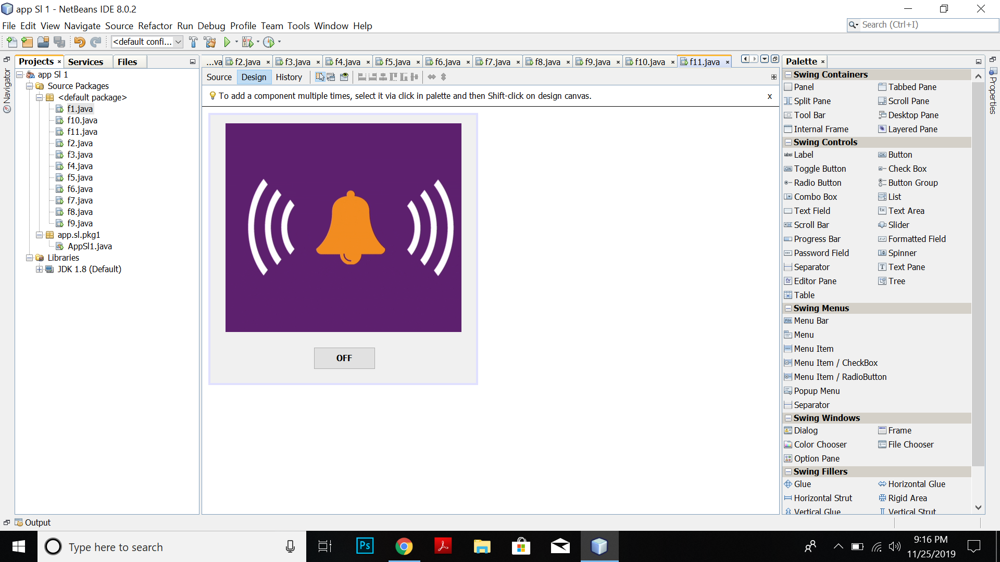 app Sl 1 - NetBeans IDE 8.0.2
File Edit View Navigate Source Refactor Run Debug Profile Team Tools Window Help
Search (Ctrl+I)
<default confi...
Projects Services Files
Navigator
app Sl 1
Source Packages
<default package>
f1.java
f10.java
f11.java
f2.java
f3.java
f4.java
f5.java
f6.java
f7.java
f8.java
f9.java
app.sl.pkg1
AppSl1.java
Libraries
JDK 1.8 (Default)
...va f2.java f3.java f4.java f5.java f6.java f7.java f8.java f9.java f10.java f11.java
Source Design History
To add a component multiple times, select it via click in palette and then Shift-click on design canvas. x
OFF
Palette
Properties
Swing Containers
Panel Tabbed Pane
Split Pane Scroll Pane
Tool Bar Desktop Pane
Internal Frame Layered Pane
Swing Controls
label Label OK Button
ON Toggle Button Check Box
Radio Button Button Group
Combo Box List
Text Field Text Area
Scroll Bar Slider
Progress Bar Formatted Field
Password Field Spinner
Separator Text Pane
Editor Pane Tree
Table
Swing Menus
File Menu Bar
Menu
Menu Item
Menu Item / CheckBox
Menu Item / RadioButton
Popup Menu
Separator
Swing Windows
Dialog Frame
Color Chooser File Chooser
Option Pane
Swing Fillers
Glue Horizontal Glue
Horizontal Strut Rigid Area
Vertical Glue Vertical Strut
Output
Type here to search
Ps
9:16 PM
11/25/2019